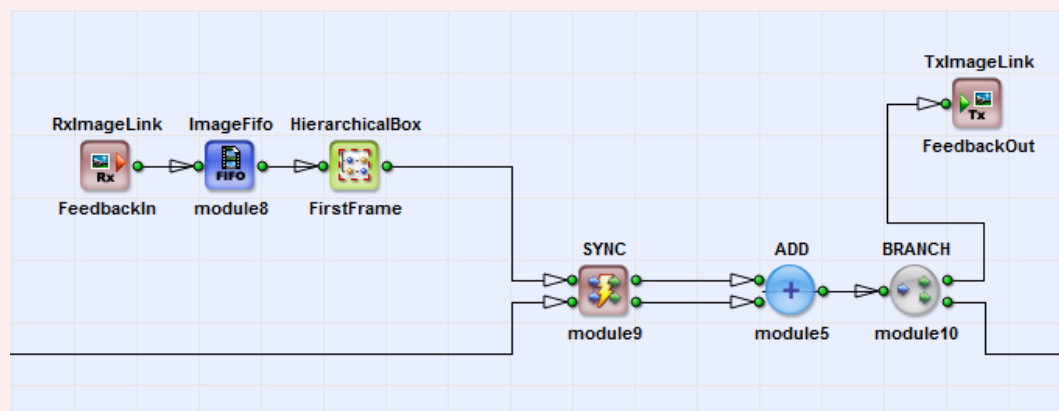 TxImageLink
Tx
FeedbackOut
RxImageLink ImageFifo HierarchicalBox
Rx FIFO
FeedbackIn module8 FirstFrame
SYNC ADD BRANCH
+
module9 module5 module10